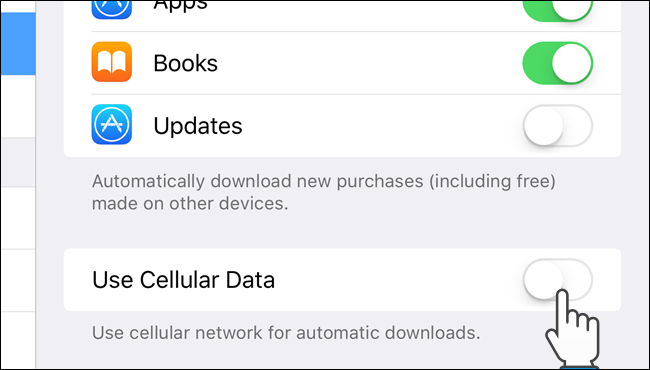 Apps
Books
Updates
Automatically download new purchases (including free)
made on other devices.
Use Cellular Data
Use cellular network for automatic downloads.